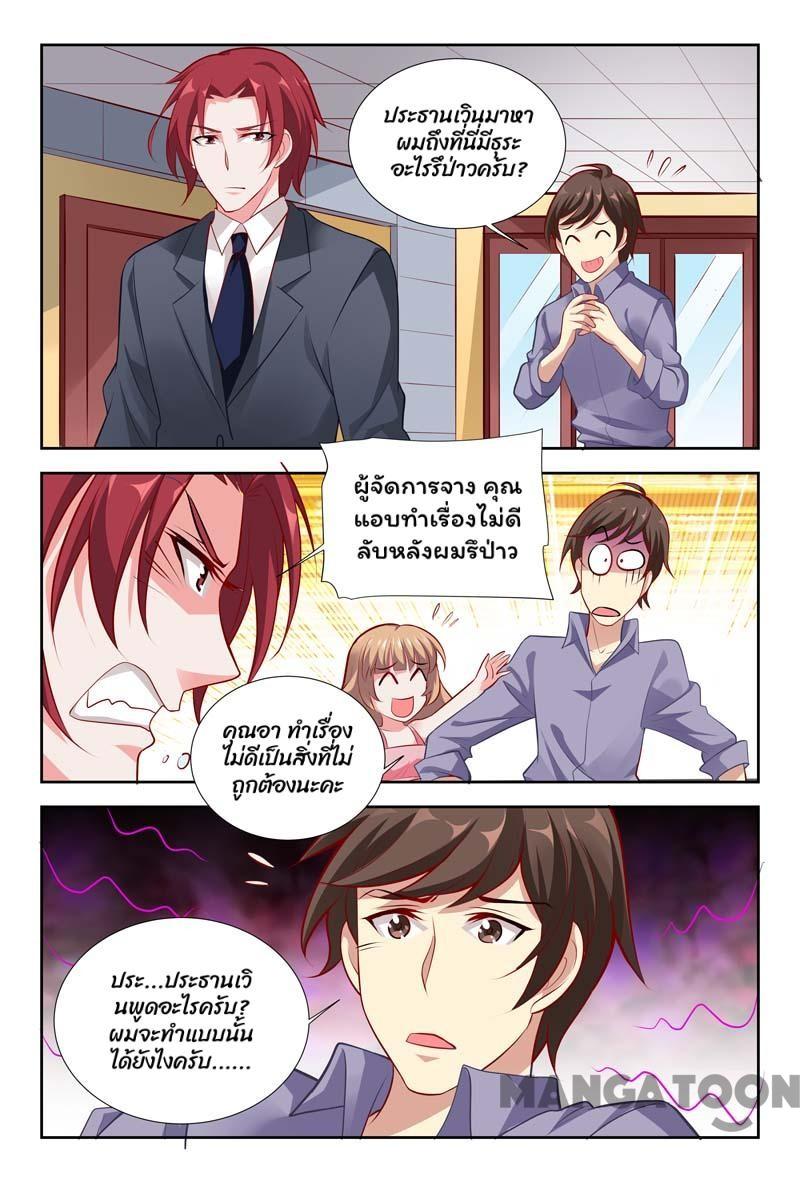 ประธานเวินมาหา
ผมถึงที่นี่มีธุระ
อะไรรึป่าวครับ?
ผู้จัดการจาง คุณ
แอบทำเรื่องไม่ดี
ลับหลังผมรึป่าว
คุณอา ทำเรื่อง
ไม่ดีเป็นสิ่งที่ไม่
ถูกต้องนะคะ
ประ...ประธานเวิ
นพูดอะไรครับ?
ผมจะทำแบบนั้น
ได้ยังไงครับ......
MANGATOON